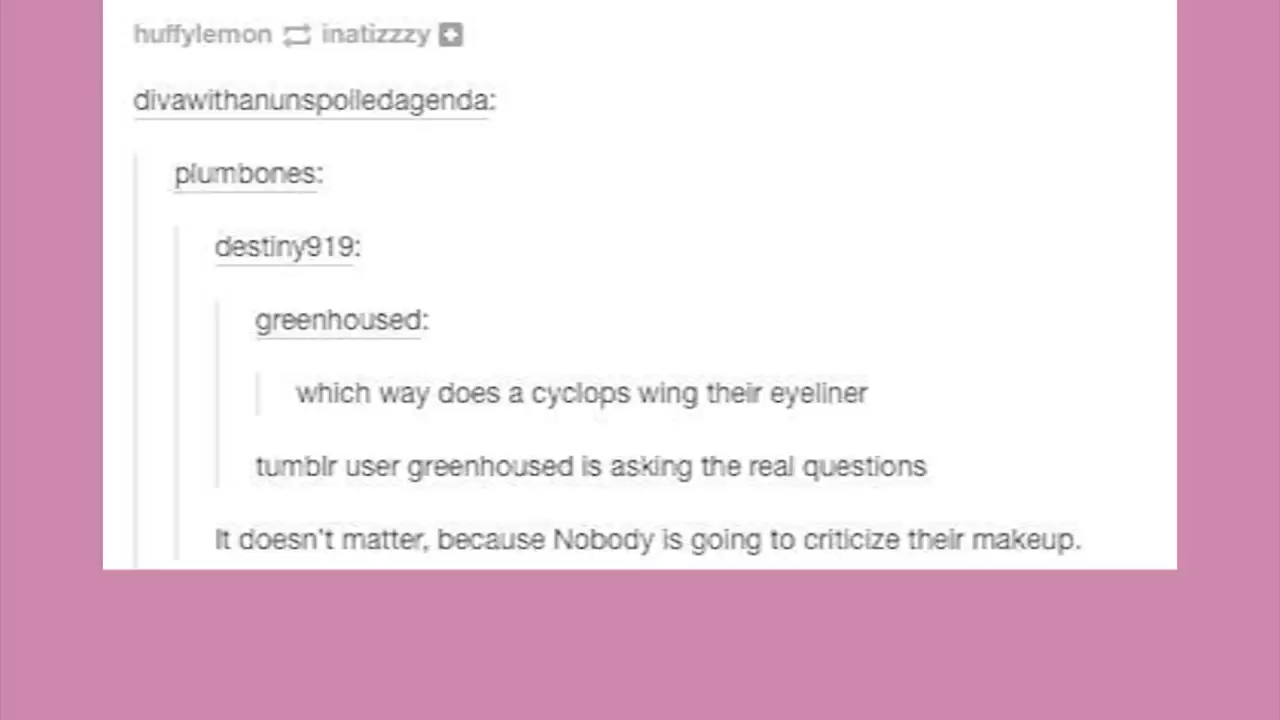 huffylemon inatizzzy
divawithanunspoiledagenda:
plumbones:
destiny919:
greenhoused:
which way does a cyclops wing their eyeliner
tumblr user greenhoused is asking the real questions
It doesn't matter, because Nobody is going to criticize their makeup.